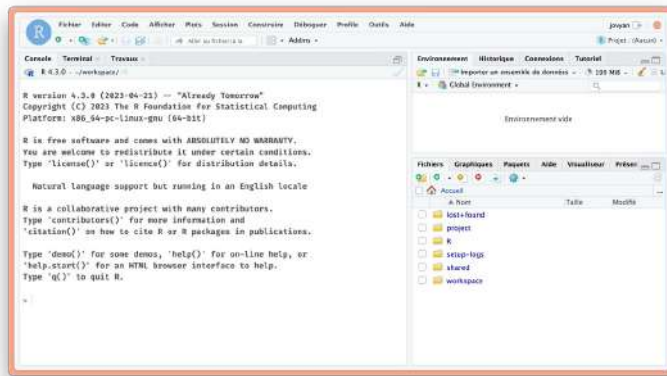 Fichier Editer Code Afficher Plots Session Construire Déboguer Profile Outils Aide
jovyan
Addins
Projet : (Aucun)
Console Terminal Travaux
R 4.3.0 · ~/workspace/
R version 4.3.0 (2023-04-21) -- "Already Tomorrow"
Copyright (C) 2023 The R Foundation for Statistical Computing
Platform: x86_64-pc-linux-gnu (64-bit)
R is free software and comes with ABSOLUTELY NO WARRANTY.
You are welcome to redistribute it under certain conditions.
Type 'license()' or 'licence()' for distribution details.
Natural language support but running in an English locale
R is a collaborative project with many contributors.
Type 'contributors()' for more information and
'citation()' on how to cite R or R packages in publications.
Type 'demo()' for some demos, 'help()' for on-line help, or
'help.start()' for an HTML browser interface to help.
Type 'q()' to quit R.
>
Environnement Historique Connexions Tutoriel
Importer un ensemble de données
R Global Environment
Environnement vide
Fichiers Graphiques Paquets Aide Visualiseur Présen
Accueil
Nom Taille Modifié
lost+found
project
R
setup-logs
shared
workspace